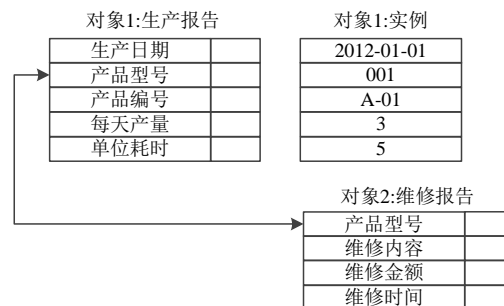 对象1:生产报告
对象1:实例
生产日期
2012-01-01
产品型号
001
产品编号
A-01
每天产量
3
单位耗时
5
对象2:维修报告
产品型号
维修内容
维修金额
维修时间